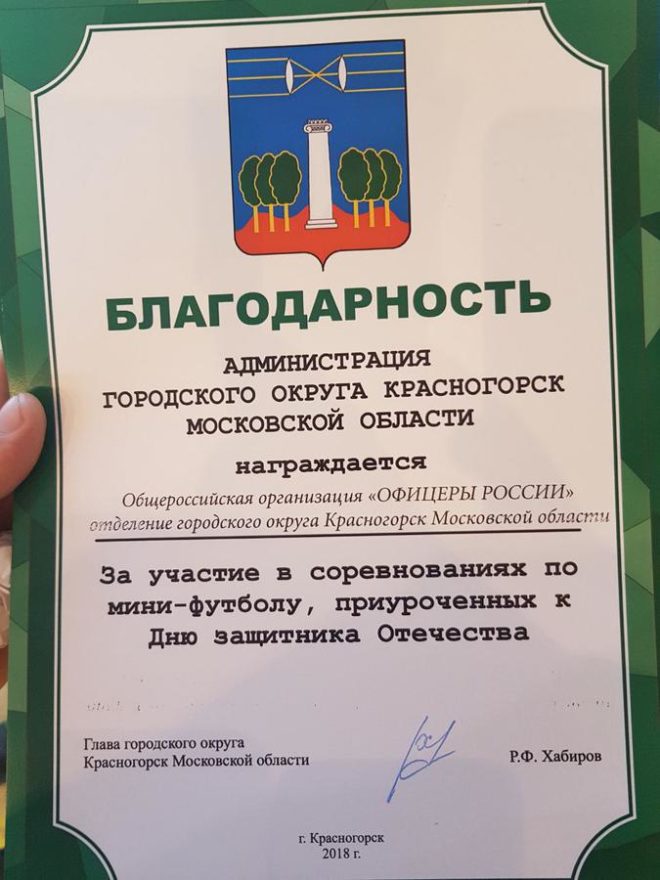 БЛАГОДАРНОСТЬ
АДМИНИСТРАЦИЯ
ГОРОДСКОГО ОКРУГА КРАСНОГОРСК
МОСКОВСКОЙ ОБЛАСТИ
награждается
Общероссийская организация «ОФИЦЕРЫ РОССИИ»
отделение городского округа Красногорск Московской области
За участие в соревнованиях по
мини-футболу, приуроченных к
Дню защитника Отечества
Глава городского округа
Красногорск Московской области
Р.Ф. Хабиров
г. Красногорск
2018 г.